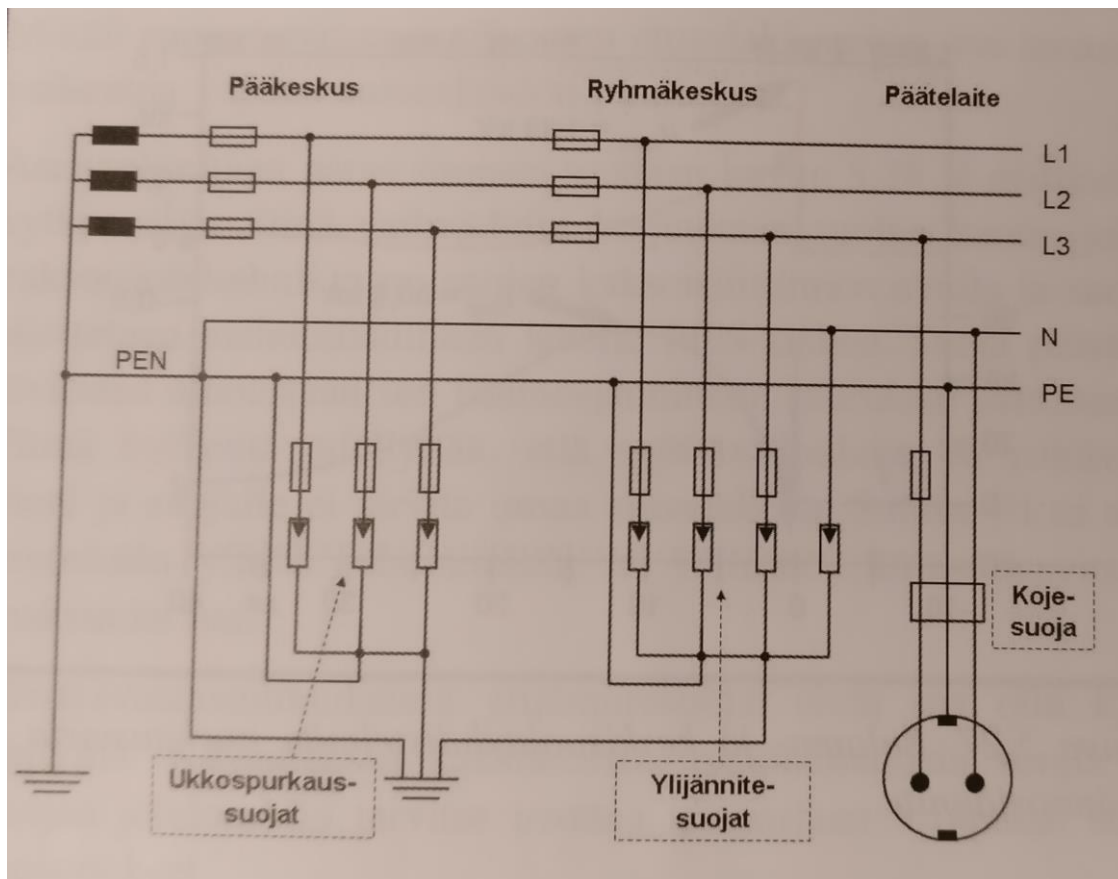 Pääkeskus
Ryhmäkeskus
Päätelaite
L1
L2
L3
N
PEN
PE
Koje-
suoja
Ukkospurkaus-
suojat
Ylijännite-
suojat